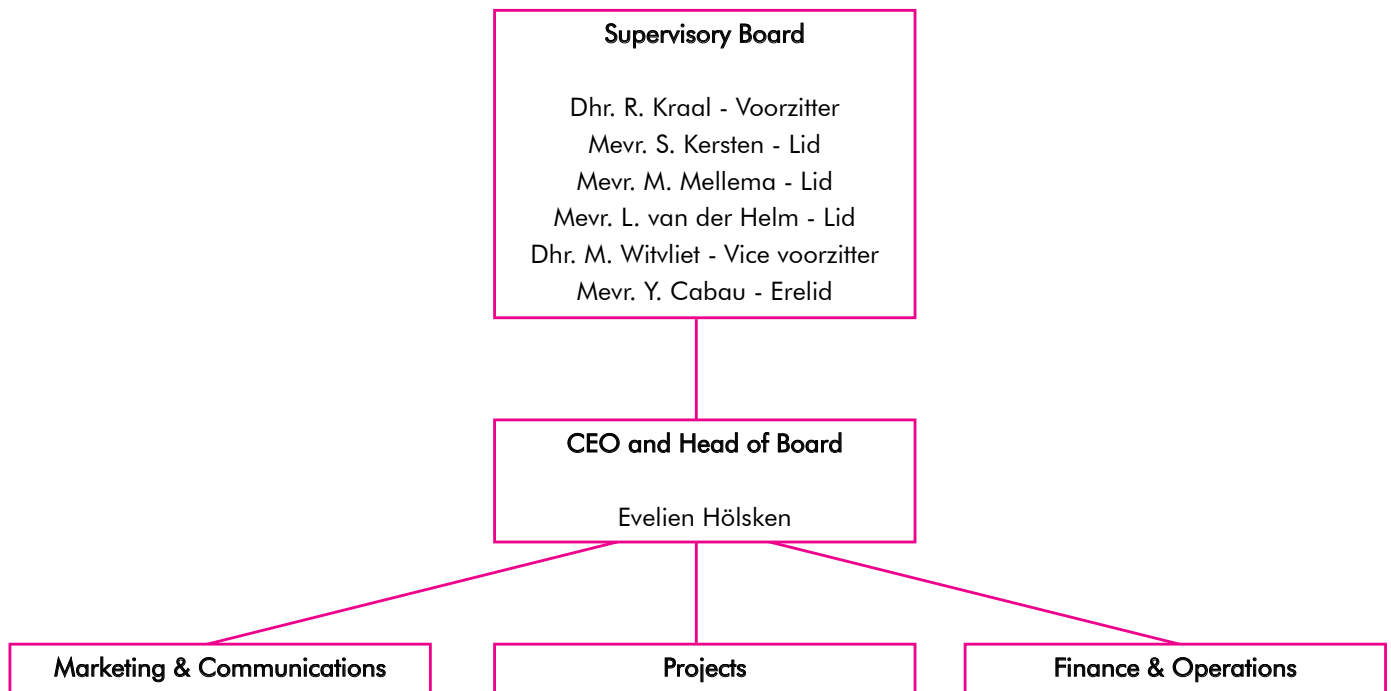 Supervisory Board
Dhr. R. Kraal - Voorzitter
Mevr. S. Kersten - Lid
Mevr. M. Mellema - Lid
Mevr. L. van der Helm - Lid
Dhr. M. Witvliet - Vice voorzitter
Mevr. Y. Cabau - Erelid
CEO and Head of Board
Evelien Hölsken
Marketing & Communications
Projects
Finance & Operations